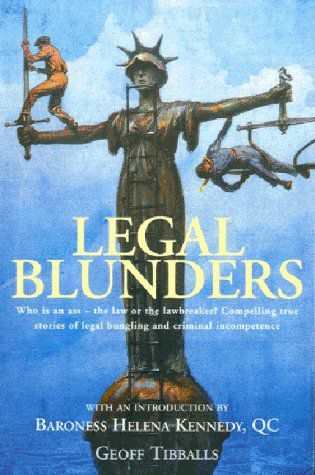 LEGAL
BLUNDERS
Who is an ass – the law or the lawbreaker? Compelling true
stories of legal bungling and criminal incompetence
WITH AN INTRODUCTION BY
BARONESS HELENA KENNEDY, QC
GEOFF TIBBALLS